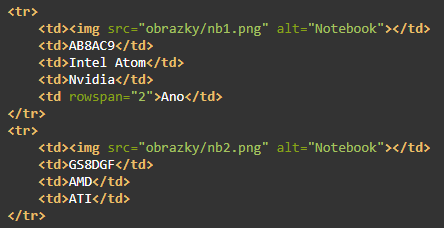 <tr>
<td><img src="obrazky/nb1.png" alt="Notebook"></td>
<td>AB8AC9</td>
<td>Intel Atom</td>
<td>Nvidia</td>
<td rowspan="2">Ano</td>
</tr>
<tr>
<td><img src="obrazky/nb2.png" alt="Notebook"></td>
<td>GS8DGF</td>
<td>AMD</td>
<td>ATI</td>
</tr>